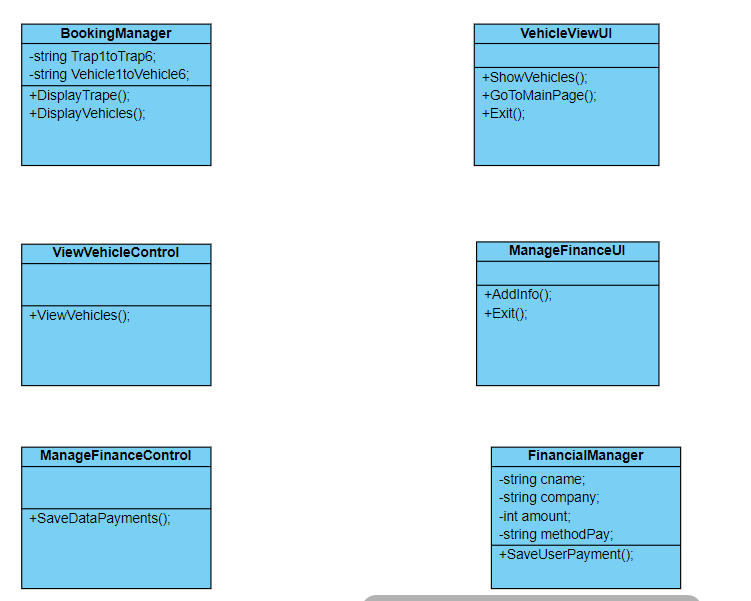 BookingManager
-string Trap1toTrap6;
-string Vehicle1toVehicle6;
+DisplayTrape();
+DisplayVehicles();
VehicleViewUI
+ShowVehicles();
+GoToMainPage();
+Exit();
ViewVehicleControl
+ViewVehicles();
ManageFinanceUI
+AddInfo();
+Exit();
ManageFinanceControl
+SaveDataPayments();
FinancialManager
-string cname;
-string company;
-int amount;
-string methodPay;
+SaveUserPayment();